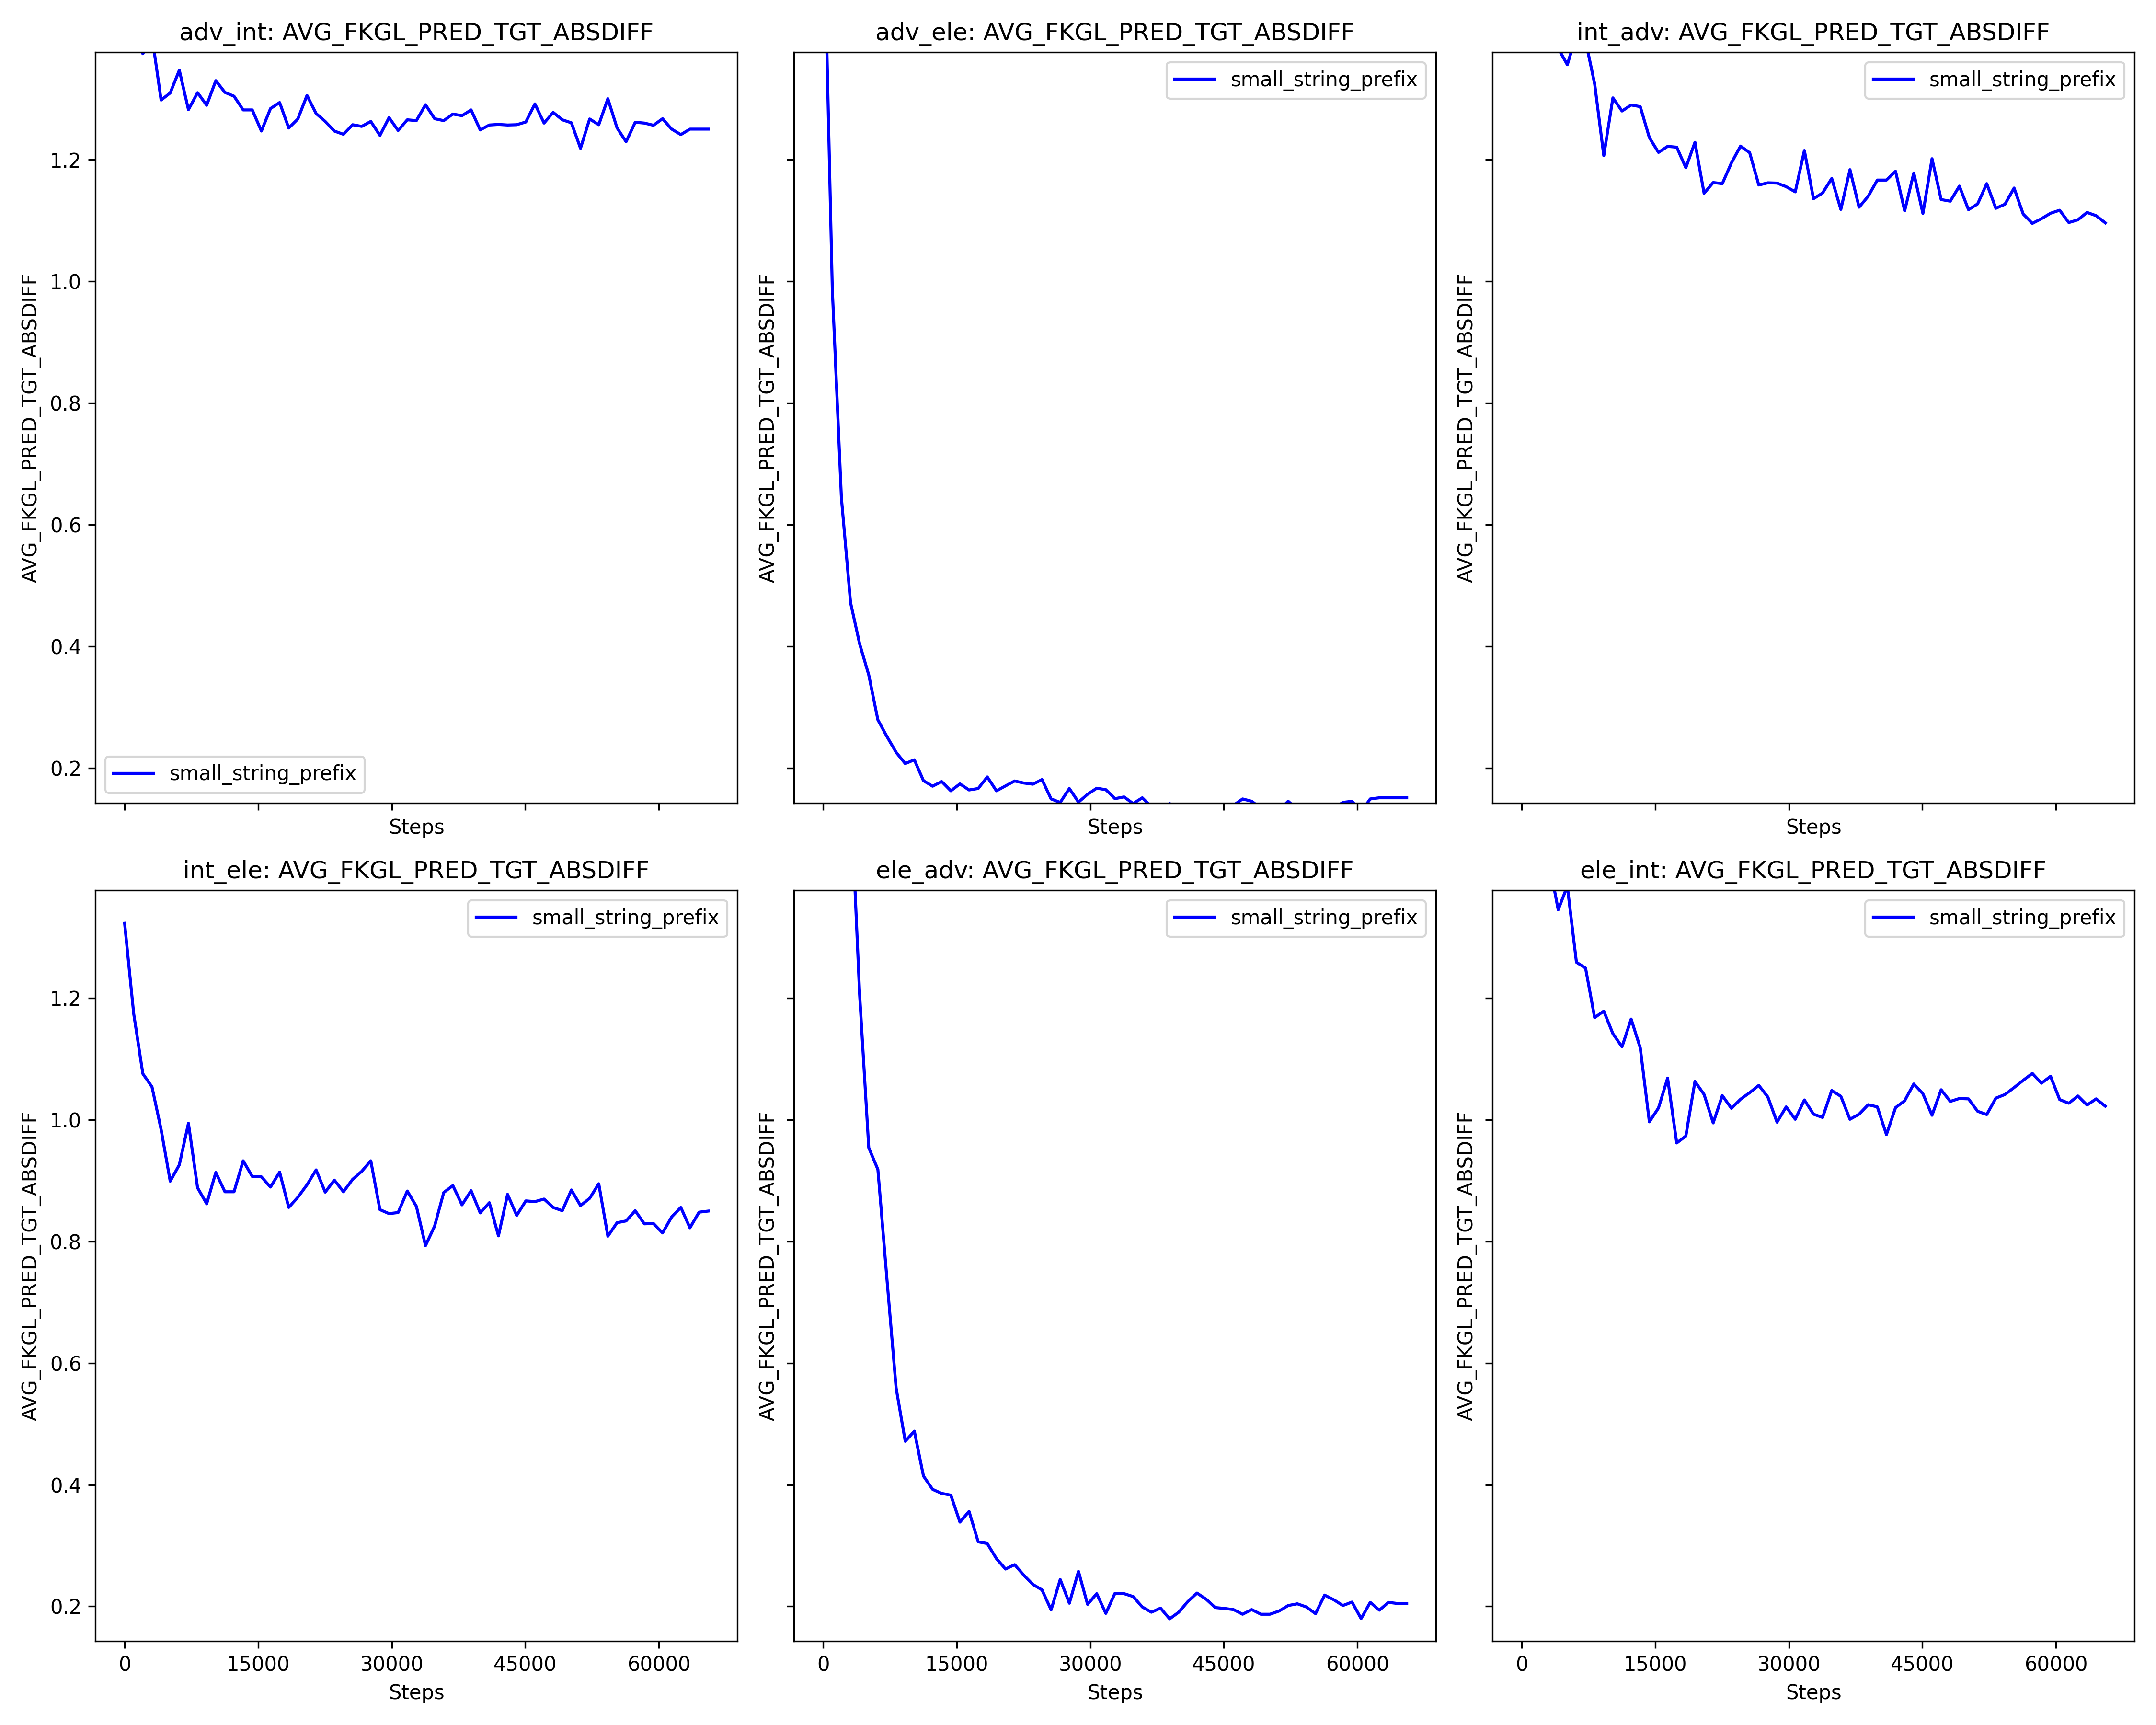 adv_int: AVG_FKGL_PRED_TGT_ABSDIFF
adv_ele: AVG_FKGL_PRED_TGT_ABSDIFF
int_adv: AVG_FKGL_PRED_TGT_ABSDIFF
AVG_FKGL_PRED_TGT_ABSDIFF
1.2
1.0
0.8
0.6
0.4
0.2
small_string_prefix
Steps
AVG_FKGL_PRED_TGT_ABSDIFF
small_string_prefix
Steps
AVG_FKGL_PRED_TGT_ABSDIFF
small_string_prefix
Steps
int_ele: AVG_FKGL_PRED_TGT_ABSDIFF
ele_adv: AVG_FKGL_PRED_TGT_ABSDIFF
ele_int: AVG_FKGL_PRED_TGT_ABSDIFF
AVG_FKGL_PRED_TGT_ABSDIFF
1.2
1.0
0.8
0.6
0.4
0.2
small_string_prefix
0 15000 30000 45000 60000
Steps
AVG_FKGL_PRED_TGT_ABSDIFF
small_string_prefix
0 15000 30000 45000 60000
Steps
AVG_FKGL_PRED_TGT_ABSDIFF
small_string_prefix
0 15000 30000 45000 60000
Steps